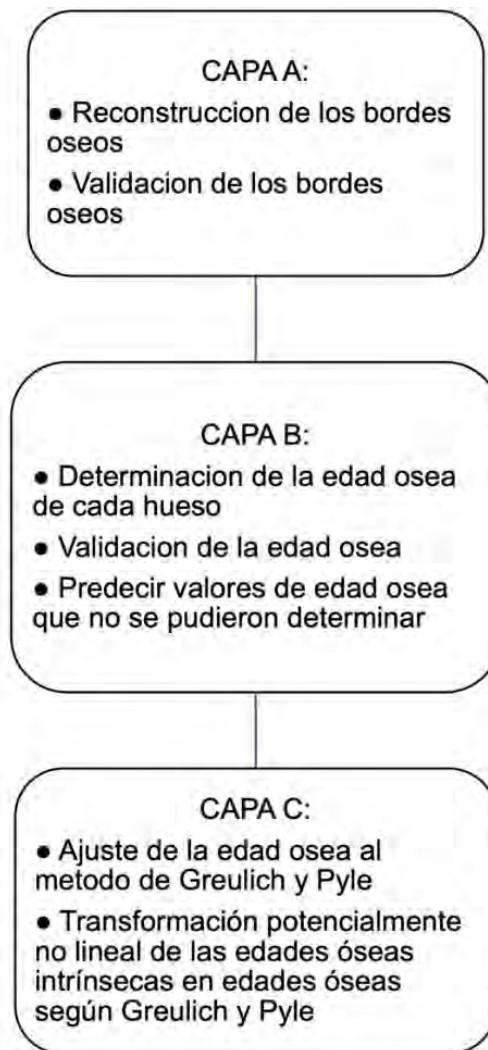 CAPA A:
● Reconstruccion de los bordes
oseos
● Validacion de los bordes
oseos
CAPA B:
● Determinacion de la edad osea
de cada hueso
● Validacion de la edad osea
● Predecir valores de edad osea
que no se pudieron determinar
CAPA C:
● Ajuste de la edad osea al
metodo de Greulich y Pyle
● Transformación potencialmente
no lineal de las edades óseas
intrínsecas en edades óseas
según Greulich y Pyle